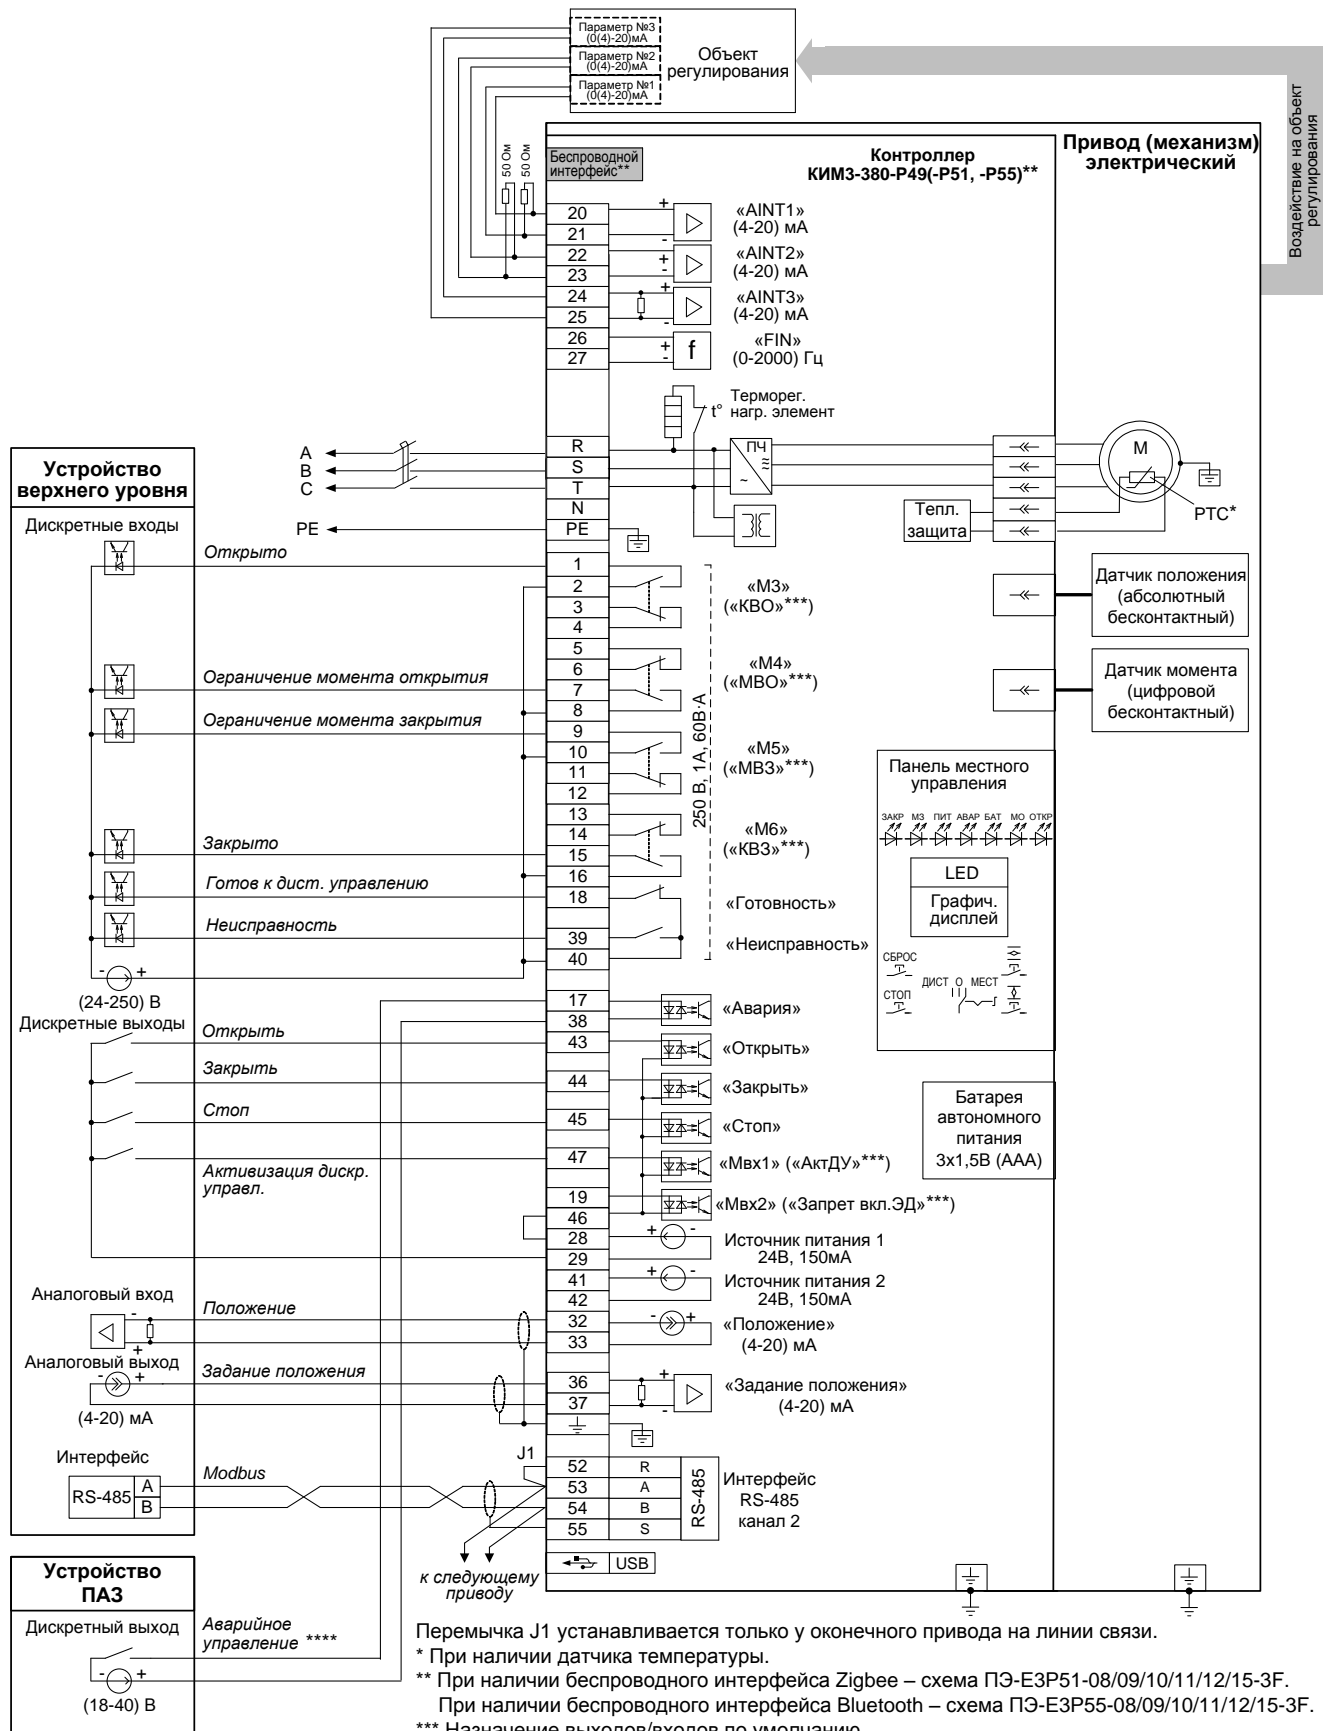 Параметр №3
(0(4)-20)мА
Параметр №2
(0(4)-20)мА
Параметр №1
(0(4)-20)мА
Объект
регулирования
Воздействие на объект
регулирования
50 Ом
50 Ом
Беспроводной
интерфейс**
Контроллер
КИМ3-380-Р49(-Р51, -Р55)**
Привод (механизм)
электрический
20
21
22
23
24
25
26
27
+
-
«AINT1»
(4-20) мА
+
-
«AINT2»
(4-20) мА
+
-
«AINT3»
(4-20) мА
+
-
f
«FIN»
(0-2000) Гц
t°
Терморег.
нагр. элемент
A
B
C
PE
R
S
T
N
PE
ПЧ
≈
~
Тепл.
защита
M
PTC*
Датчик положения
(абсолютный
бесконтактный)
Датчик момента
(цифровой
бесконтактный)
Устройство
верхнего уровня
Дискретные входы
Открыто
Ограничение момента открытия
Ограничение момента закрытия
Закрыто
Готов к дист. управлению
Неисправность
- +
(24-250) В
1
2
3
4
5
6
7
8
9
10
11
12
13
14
15
16
18
39
40
«М3»
(«КВО»***)
«М4»
(«МВО»***)
«М5»
(«МВЗ»***)
«М6»
(«КВЗ»***)
«Готовность»
«Неисправность»
250 В, 1А, 60В·А
Панель местного
управления
ЗАКР МЗ ПИТ АВАР БАТ МО ОТКР
LED
Графич.
дисплей
СБРОС
СТОП
ДИСТ О МЕСТ
Батарея
автономного
питания
3х1,5В (ААА)
Дискретные выходы
Открыть
Закрыть
Стоп
Активизация дискр.
управл.
17
38
43
44
45
47
19
46
28
29
41
42
32
33
36
37
«Авария»
«Открыть»
«Закрыть»
«Стоп»
«Мвх1» («АктДУ»***)
«Мвх2» («Запрет вкл.ЭД»***)
+ -
Источник питания 1
24В, 150мА
+ -
Источник питания 2
24В, 150мА
- +
«Положение»
(4-20) мА
+
-
«Задание положения»
(4-20) мА
Аналоговый вход
-
+
Положение
Аналоговый выход
- +
Задание положения
(4-20) мА
Интерфейс
RS-485
A
B
Modbus
J1
52 R
53 A
54 B
55 S
RS-485
Интерфейс
RS-485
канал 2
USB
к следующему
приводу
Устройство
ПАЗ
Дискретный выход
Аварийное
управление ****
- +
(18-40) В
Перемычка J1 устанавливается только у оконечного привода на линии связи.
* При наличии датчика температуры.
** При наличии беспроводного интерфейса Zigbee – схема ПЭ-Е3Р51-08/09/10/11/12/15-3F.
При наличии беспроводного интерфейса Bluetooth – схема ПЭ-Е3Р55-08/09/10/11/12/15-3F.
*** Назначение выходов/входов по умолчанию